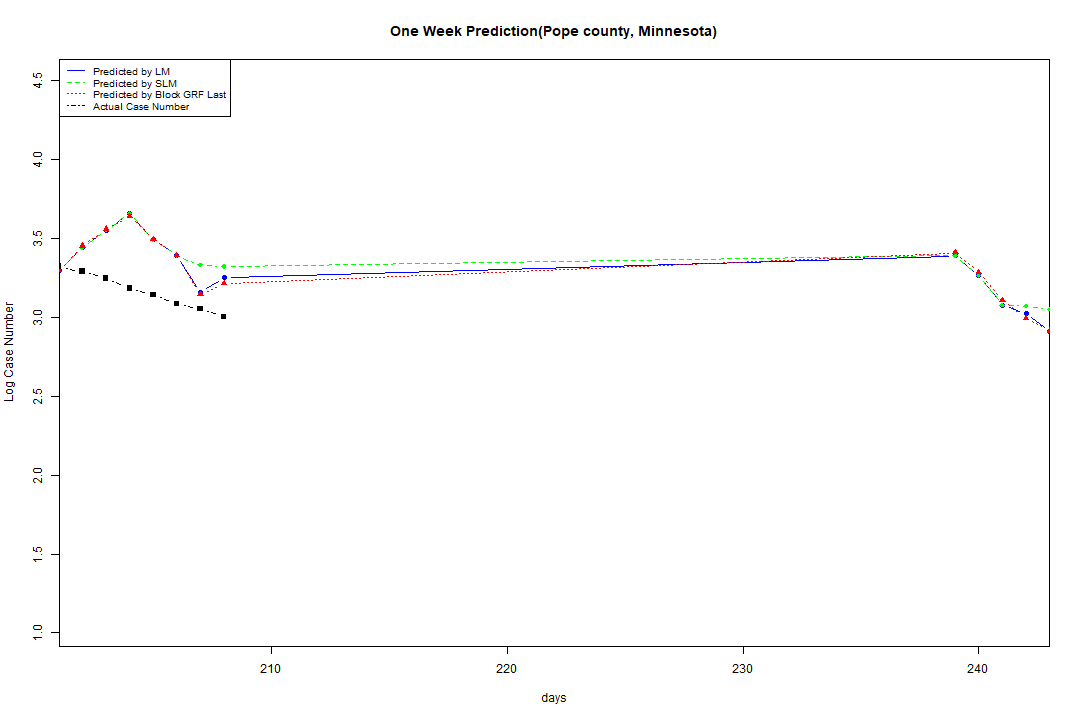 One Week Prediction(Pope county, Minnesota)
Predicted by LM
Predicted by SLM
Predicted by Block GRF Last
Actual Case Number
4.5
4.0
3.5
3.0
2.5
2.0
1.5
1.0
Log Case Number
210 220 230 240
days